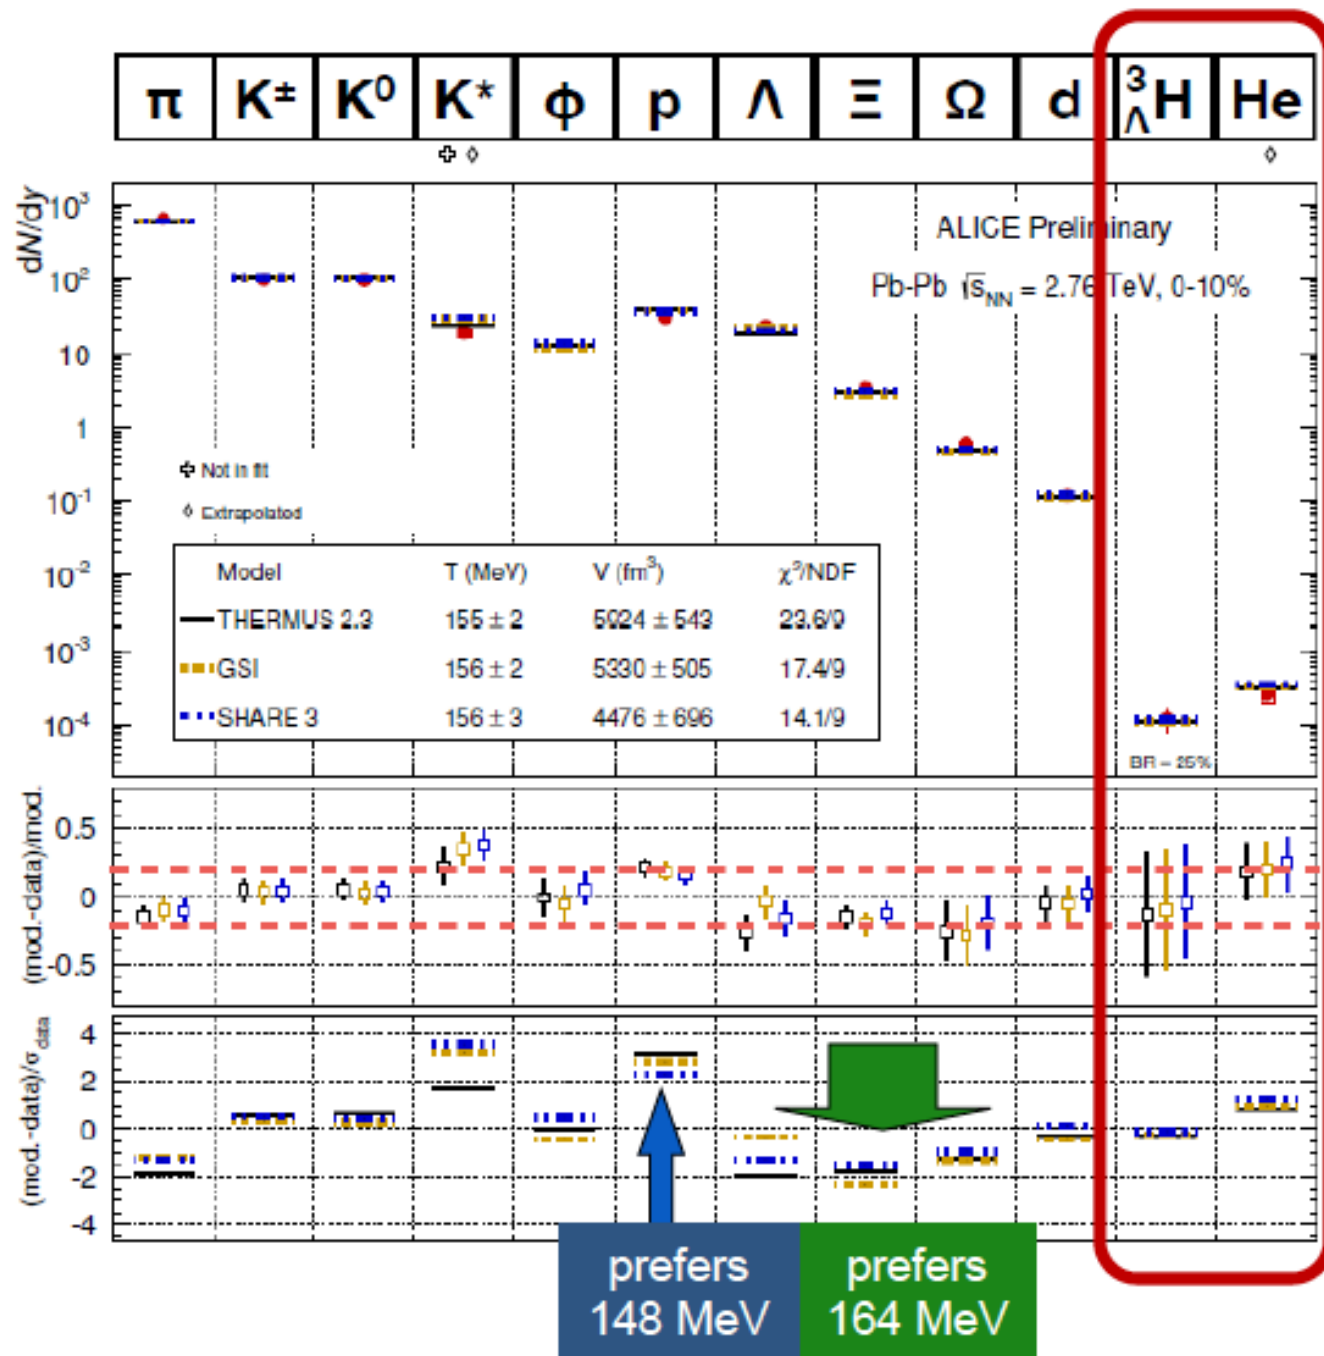 π K± K⁰ K* ϕ p Λ Ξ Ω d ³ΛH He
dN/dy
10³
10²
10
1
10⁻¹
10⁻²
10⁻³
10⁻⁴
ALICE Preliminary
Pb-Pb √sNN = 2.76 TeV, 0-10%
Not in fit
Extrapolated
Model T (MeV) V (fm³) χ²/NDF
THERMUS 2.3 155 ± 2 5924 ± 543 23.6/9
GSI 156 ± 2 5330 ± 505 17.4/9
SHARE 3 156 ± 3 4476 ± 696 14.1/9
BR = 25%
(mod.-data)/mod.
0.5
0
-0.5
(mod.-data)/σdata
4
2
0
-2
-4
prefers
148 MeV
prefers
164 MeV